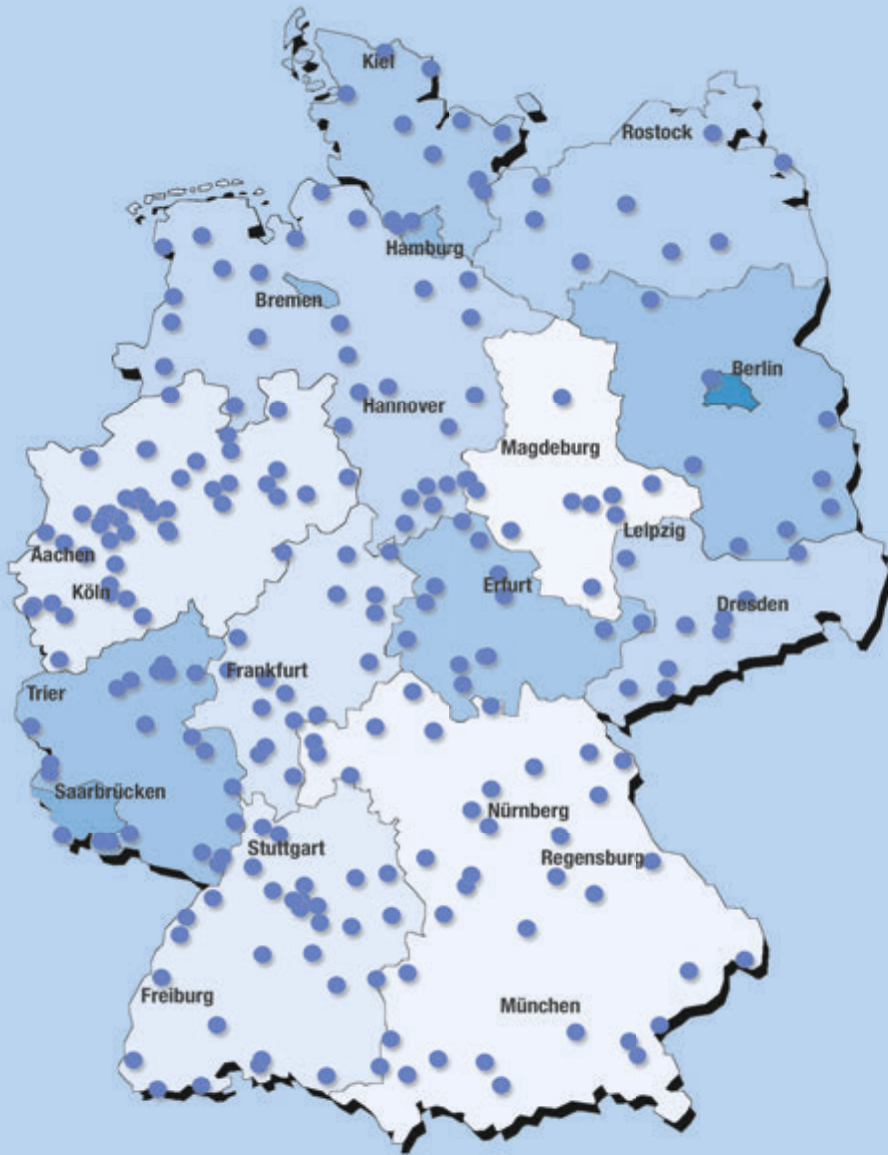 Kiel
Rostock
Hamburg
Bremen
Berlin
Hannover
Magdeburg
Leipzig
Aachen
Erfurt
Köln
Dresden
Frankfurt
Trier
Saarbrücken
Nürnberg
Stuttgart
Regensburg
Freiburg
München